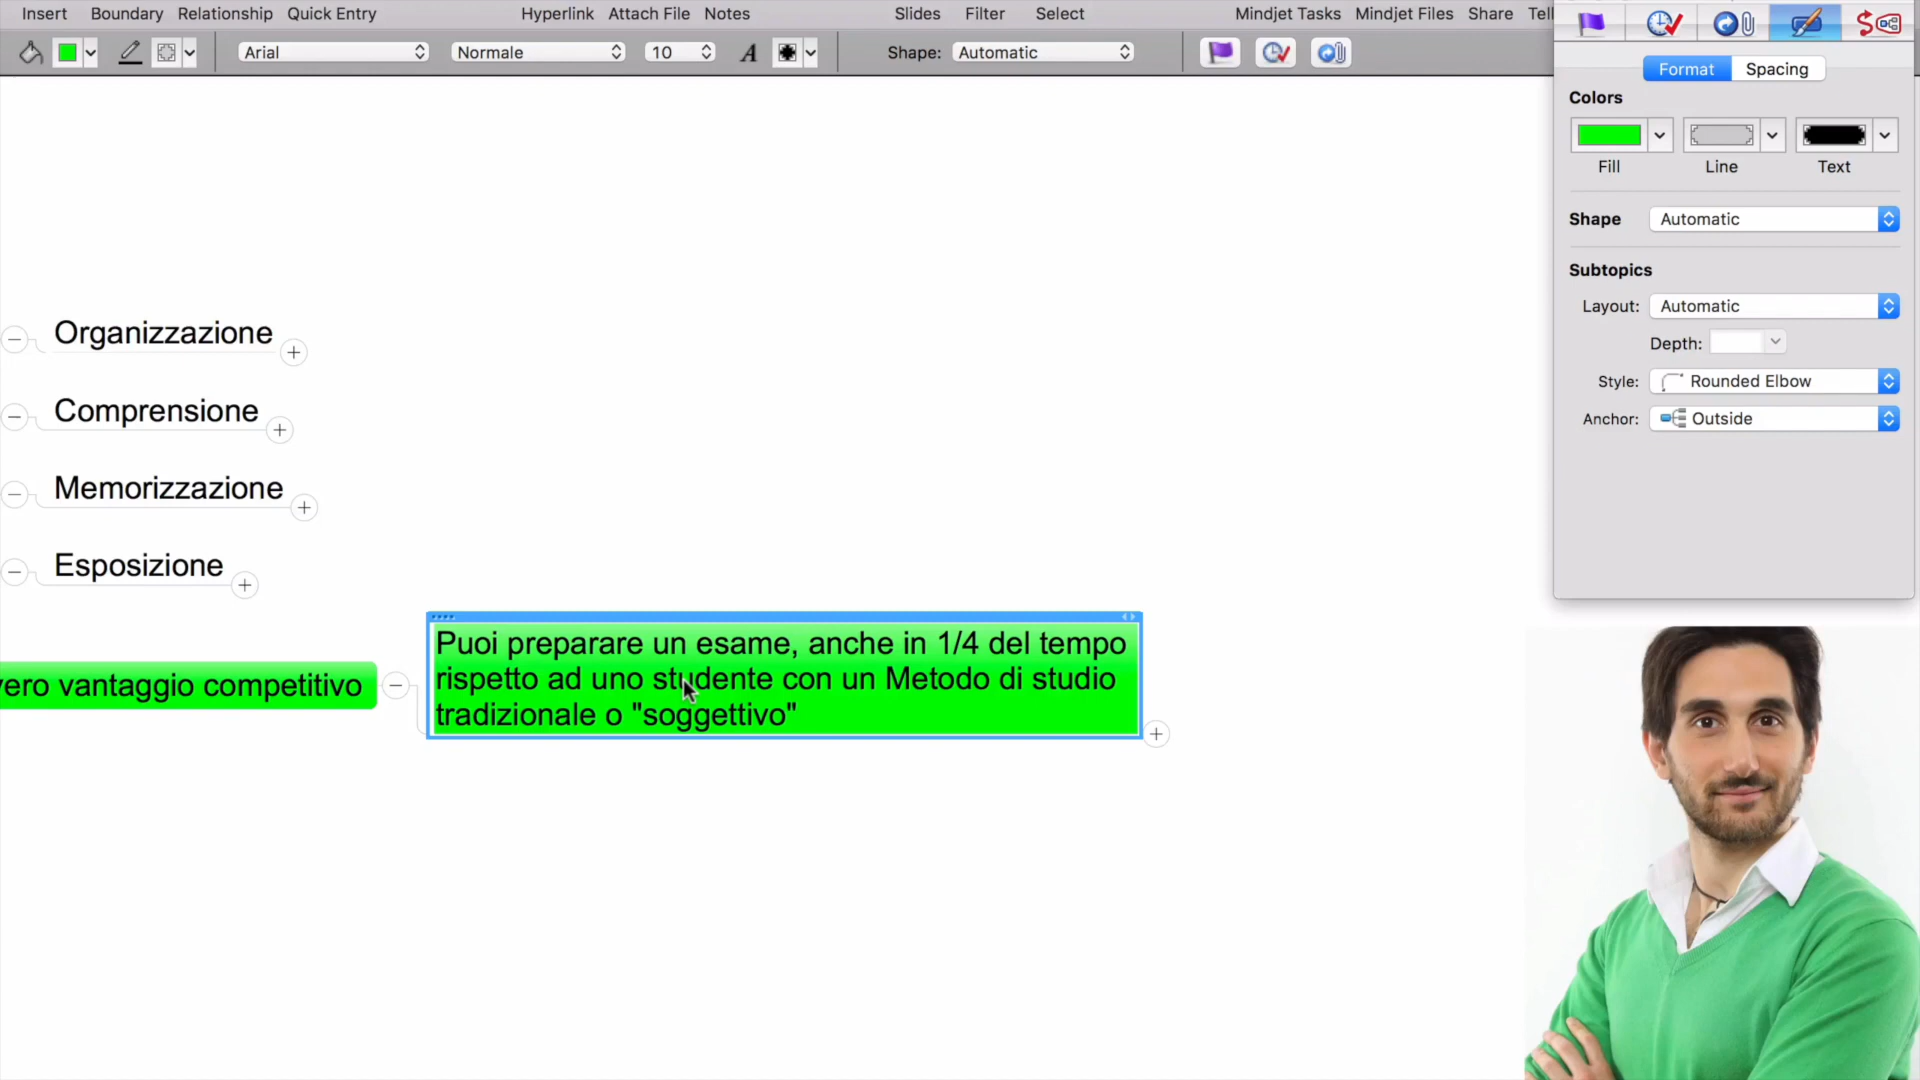 Insert Boundary Relationship Quick Entry Hyperlink Attach File Notes Slides Filter Select Mindjet Tasks Mindjet Files Share Tell
Arial Normale 10 A Shape: Automatic
Format Spacing
Colors
Fill Line Text
Shape Automatic
Subtopics
Layout: Automatic
Depth:
Style: Rounded Elbow
Anchor: Outside
Organizzazione
Comprensione
Memorizzazione
Esposizione
vero vantaggio competitivo
Puoi preparare un esame, anche in 1/4 del tempo
rispetto ad uno studente con un Metodo di studio
tradizionale o "soggettivo"